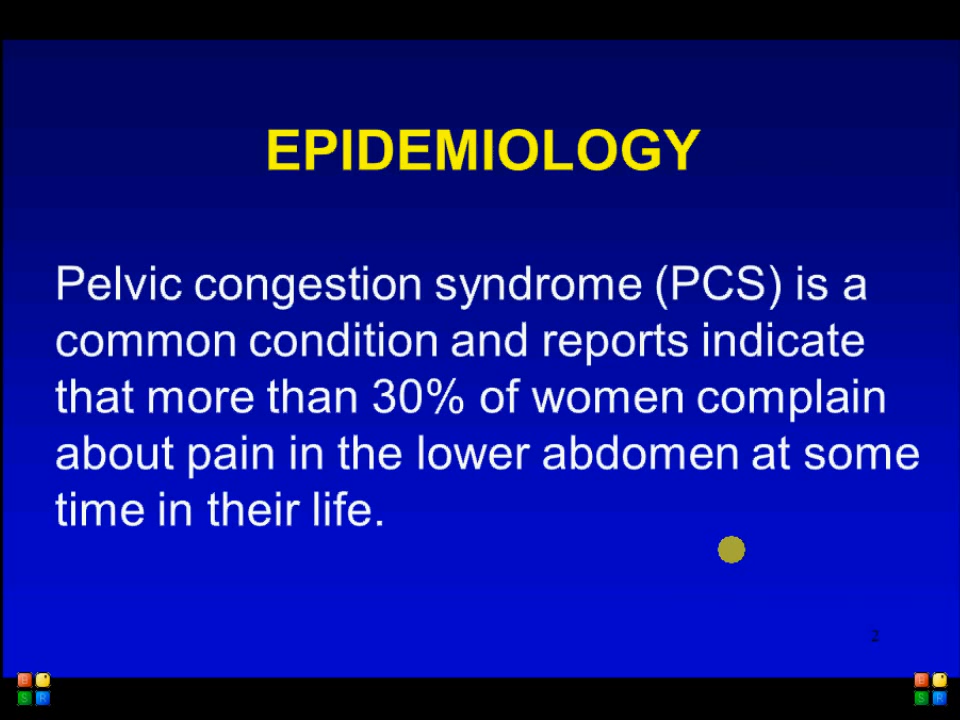 EPIDEMIOLOGY
Pelvic congestion syndrome (PCS) is a
common condition and reports indicate
that more than 30% of women complain
about pain in the lower abdomen at some
time in their life.
2
B
S R
B
S R